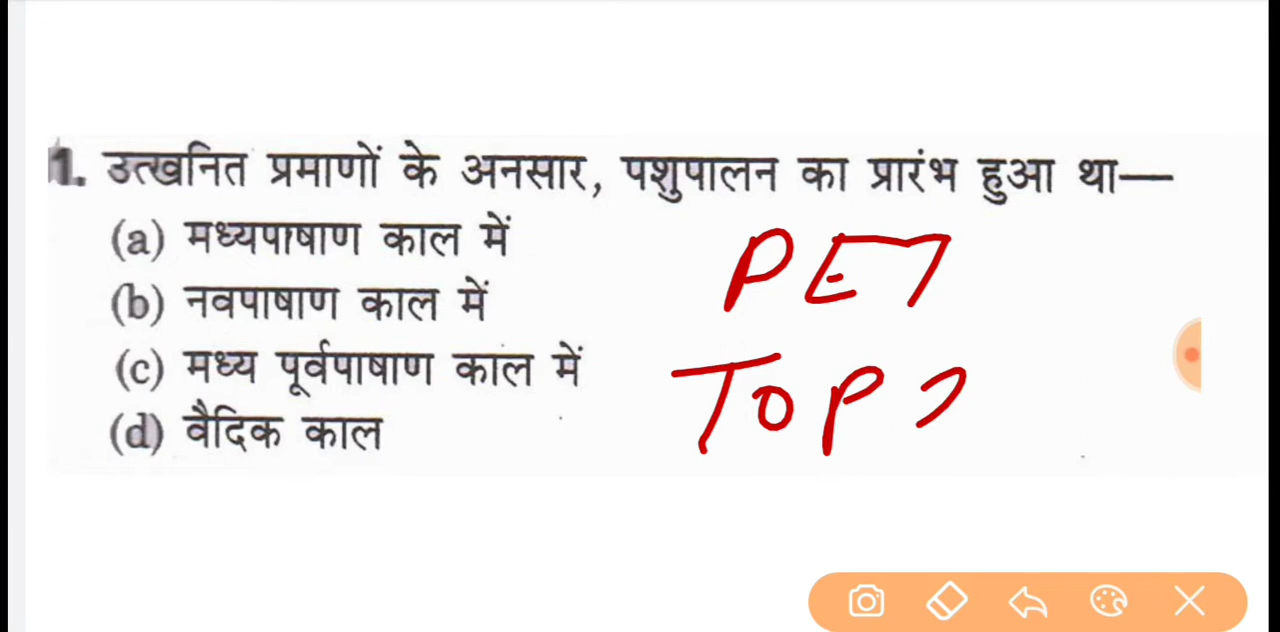 1. उत्खनित प्रमाणों के अनसार, पशुपालन का प्रारंभ हुआ था—
(a) मध्यपाषाण काल में
(b) नवपाषाण काल में
(c) मध्य पूर्वपाषाण काल में
(d) वैदिक काल
PET
TOP